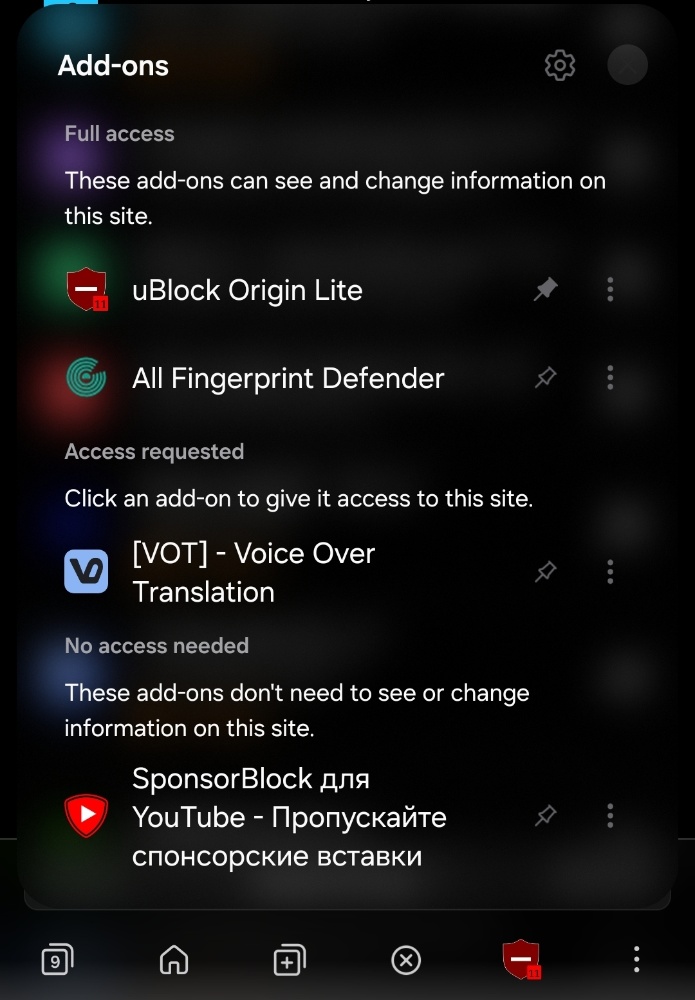 Add-ons
Full access
These add-ons can see and change information on
this site.
11
uBlock Origin Lite
All Fingerprint Defender
Access requested
Click an add-on to give it access to this site.
[VOT] - Voice Over
Translation
No access needed
These add-ons don't need to see or change
information on this site.
SponsorBlock для
YouTube - Пропускайте
спонсорские вставки
9
11